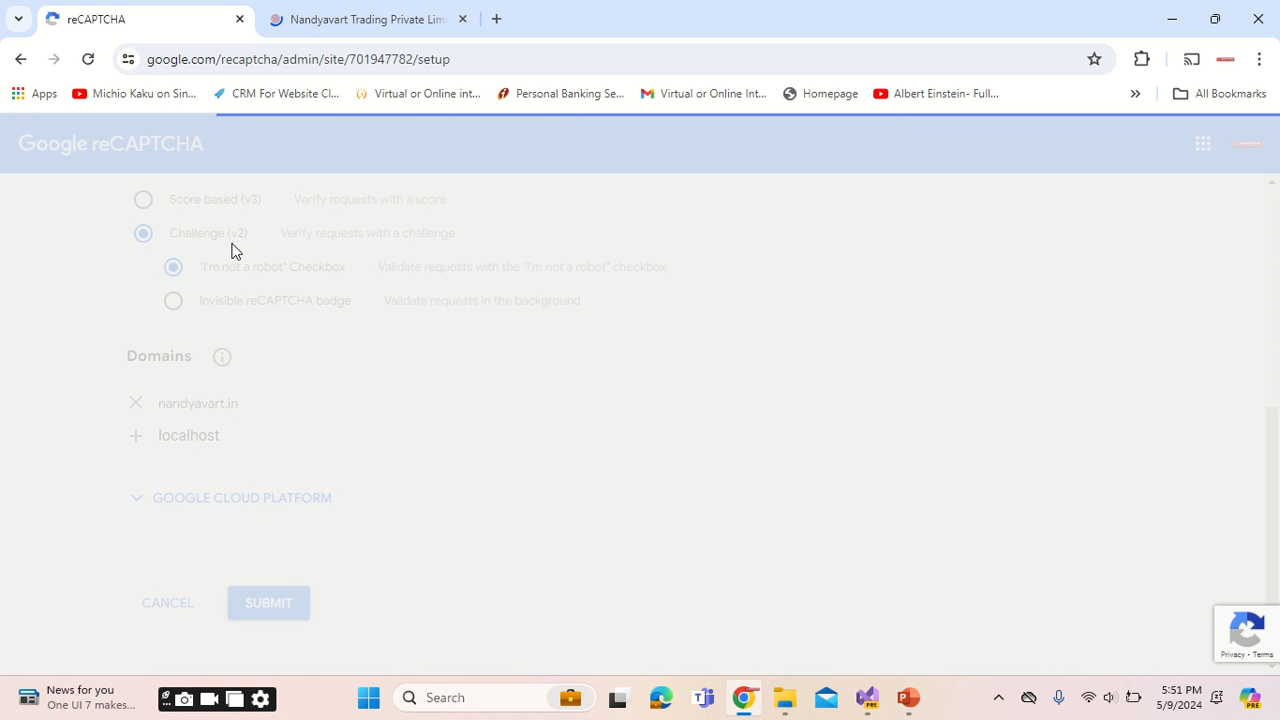 reCAPTCHA
Nandyavart Trading Private Lim
google.com/recaptcha/admin/site/701947782/setup
Apps
Michio Kaku on Sin...
CRM For Website Cl...
Virtual or Online int...
Personal Banking Se...
Virtual or Online Int...
Homepage
Albert Einstein- Full...
»
All Bookmarks
Google reCAPTCHA
Score based (v3) Verify requests with a score
Challenge (v2) Verify requests with a challenge
"I'm not a robot" Checkbox Validate requests with the "I'm not a robot" checkbox
Invisible reCAPTCHA badge Validate requests in the background
Domains
nandyavart.in
localhost
GOOGLE CLOUD PLATFORM
CANCEL
SUBMIT
Privacy - Terms
News for you
One UI 7 makes...
Search
PRE
5:51 PM
5/9/2024
PRE